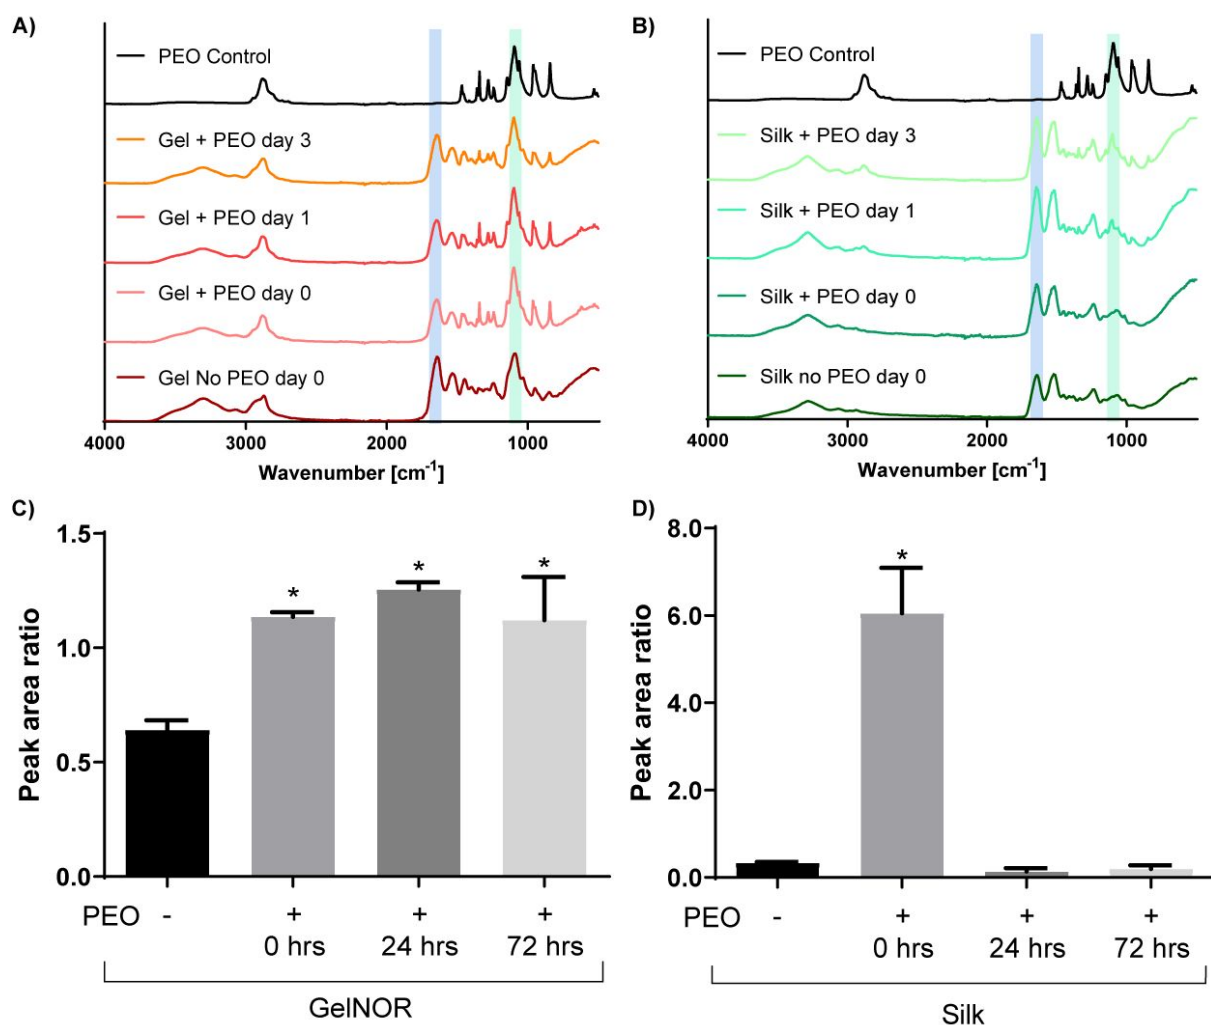 A)
PEO Control
Gel + PEO day 3
Gel + PEO day 1
Gel + PEO day 0
Gel No PEO day 0
4000 3000 2000 1000
Wavenumber [cm⁻¹]
B)
PEO Control
Silk + PEO day 3
Silk + PEO day 1
Silk + PEO day 0
Silk no PEO day 0
4000 3000 2000 1000
Wavenumber [cm⁻¹]
C)
Peak area ratio
1.5
1.0
0.5
0.0
* * *
PEO - + + +
0 hrs 24 hrs 72 hrs
GelNOR
D)
Peak area ratio
8.0
6.0
4.0
2.0
0.0
*
PEO - + + +
0 hrs 24 hrs 72 hrs
Silk